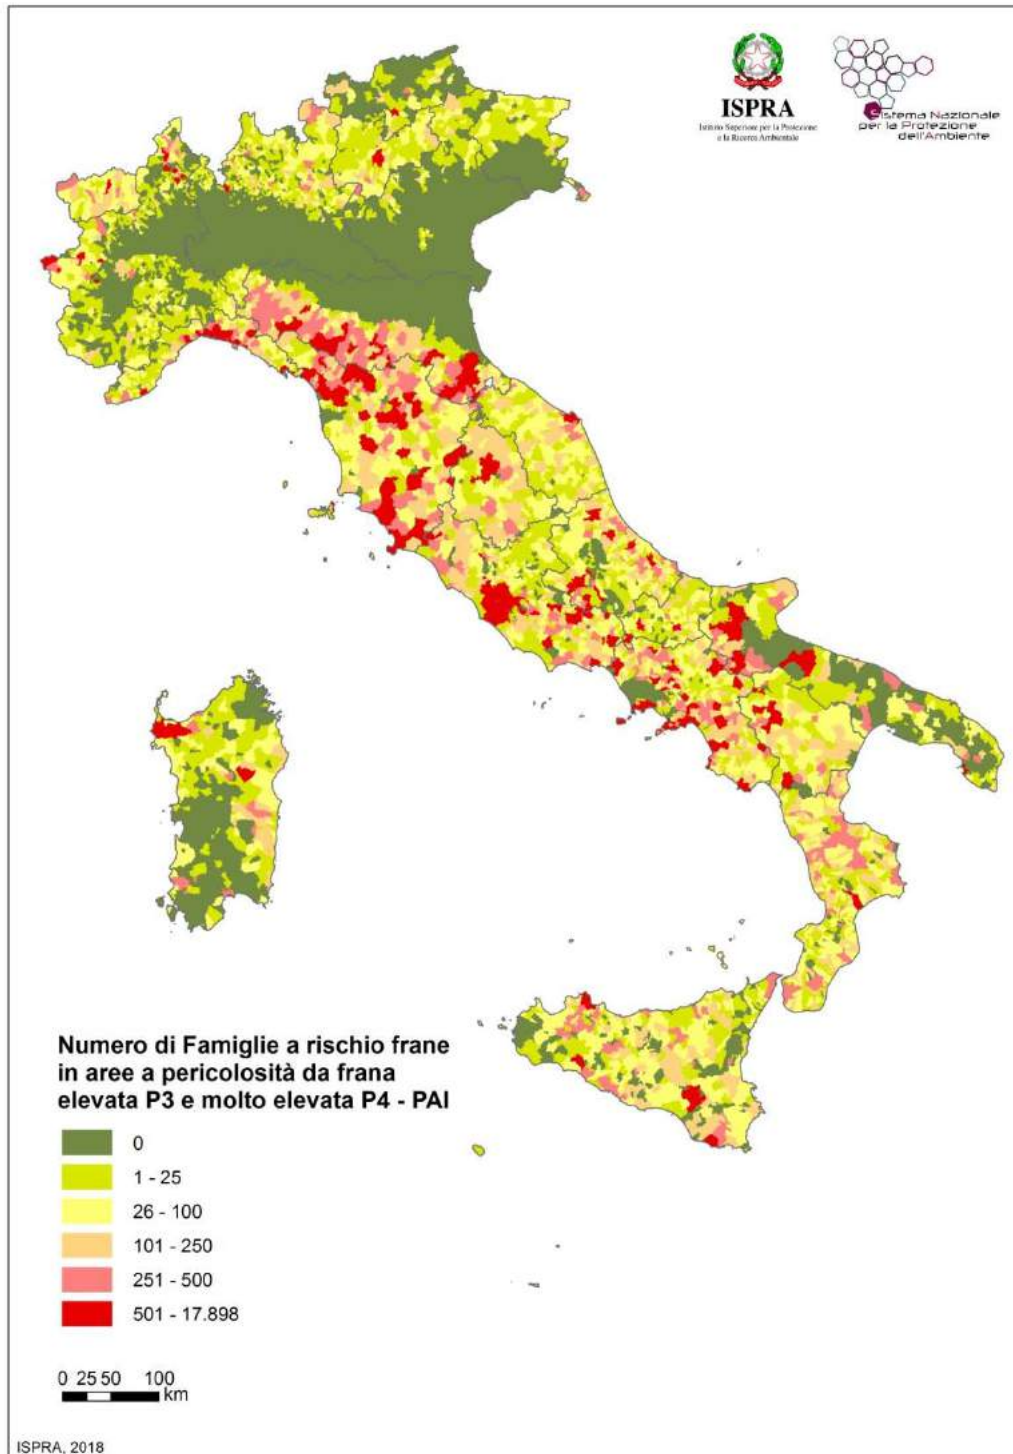 ISPRA
Istituto Superiore per la Protezione
e la Ricerca Ambientale
Sistema Nazionale
per la Protezione
dell'Ambiente
Numero di Famiglie a rischio frane
in aree a pericolosità da frana
elevata P3 e molto elevata P4 - PAI
0
1 - 25
26 - 100
101 - 250
251 - 500
501 - 17.898
0 25 50 100
km
ISPRA, 2018